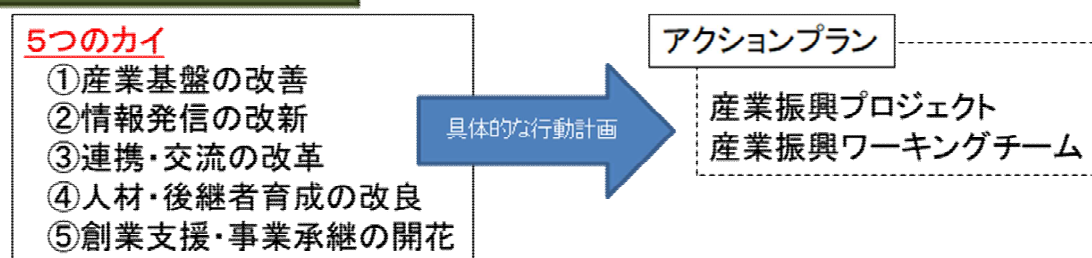 5つのカイ
①産業基盤の改善
②情報発信の改新
③連携・交流の改革
④人材・後継者育成の改良
⑤創業支援・事業承継の開花
具体的な行動計画
アクションプラン
産業振興プロジェクト
産業振興ワーキングチーム